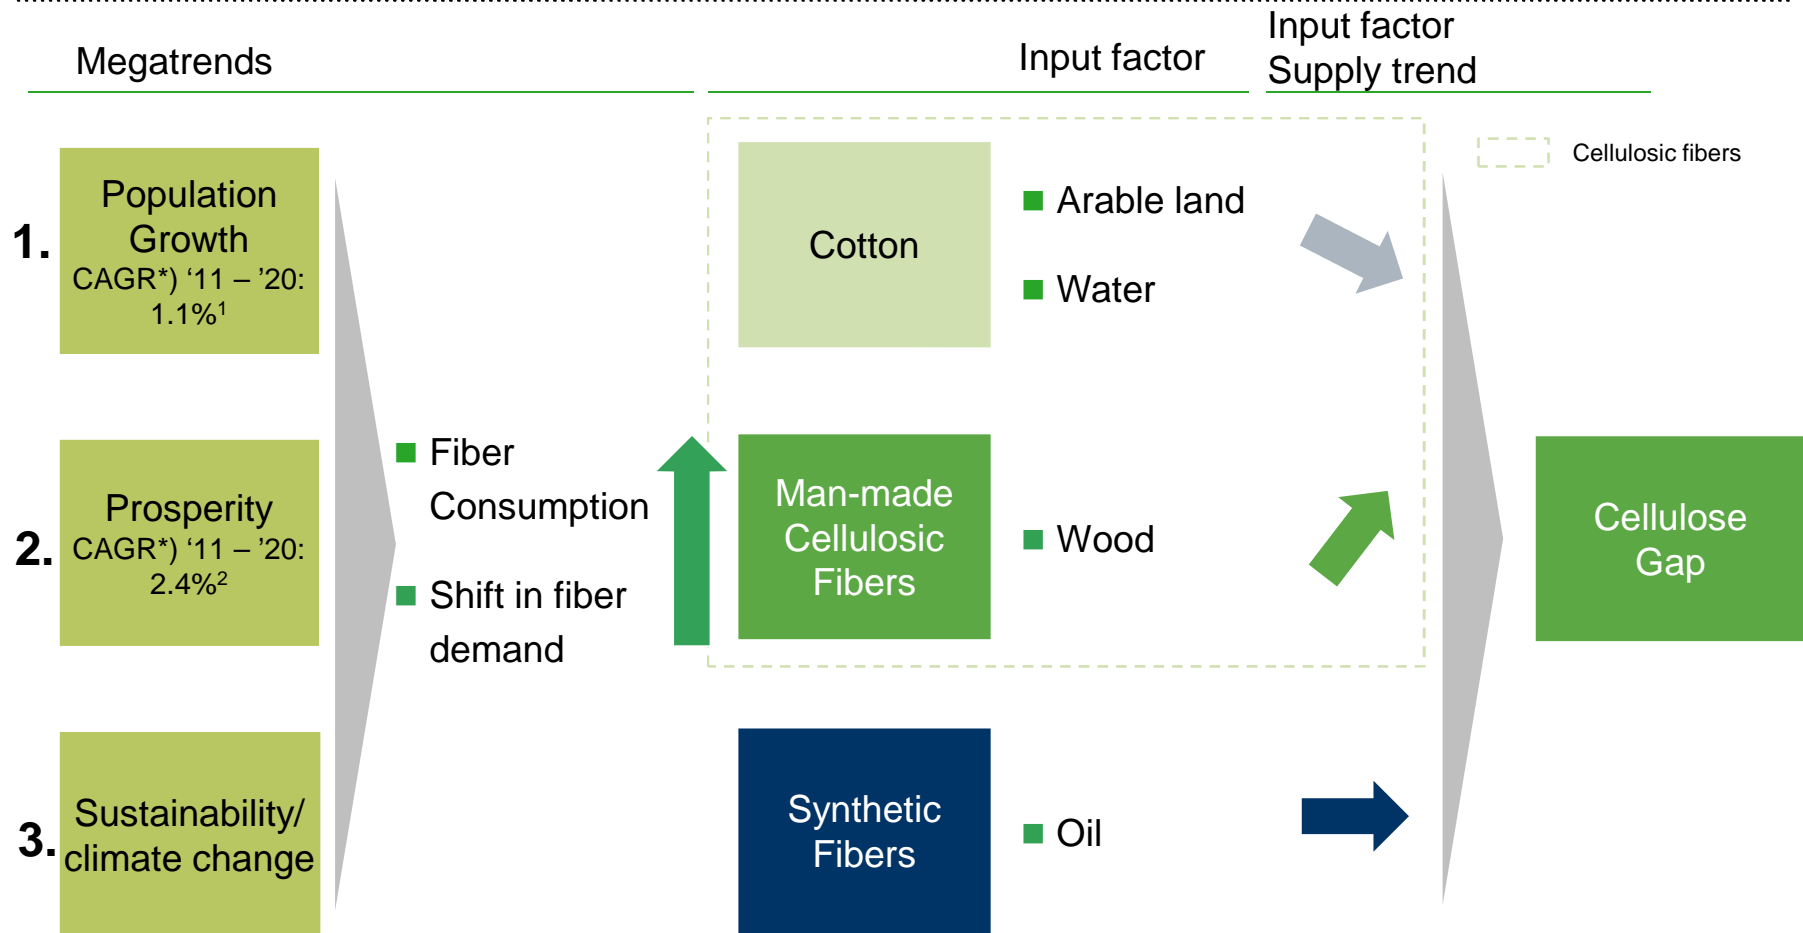 Megatrends
Input factor
Input factor
Supply trend
Cellulosic fibers
1.
Population
Growth
CAGR*) ‘11 – ’20:
1.1%¹
2.
Prosperity
CAGR*) ‘11 – ’20:
2.4%²
3.
Sustainability/
climate change
Fiber
Consumption
Shift in fiber
demand
Cotton
Arable land
Water
Man-made
Cellulosic
Fibers
Wood
Synthetic
Fibers
Oil
Cellulose
Gap